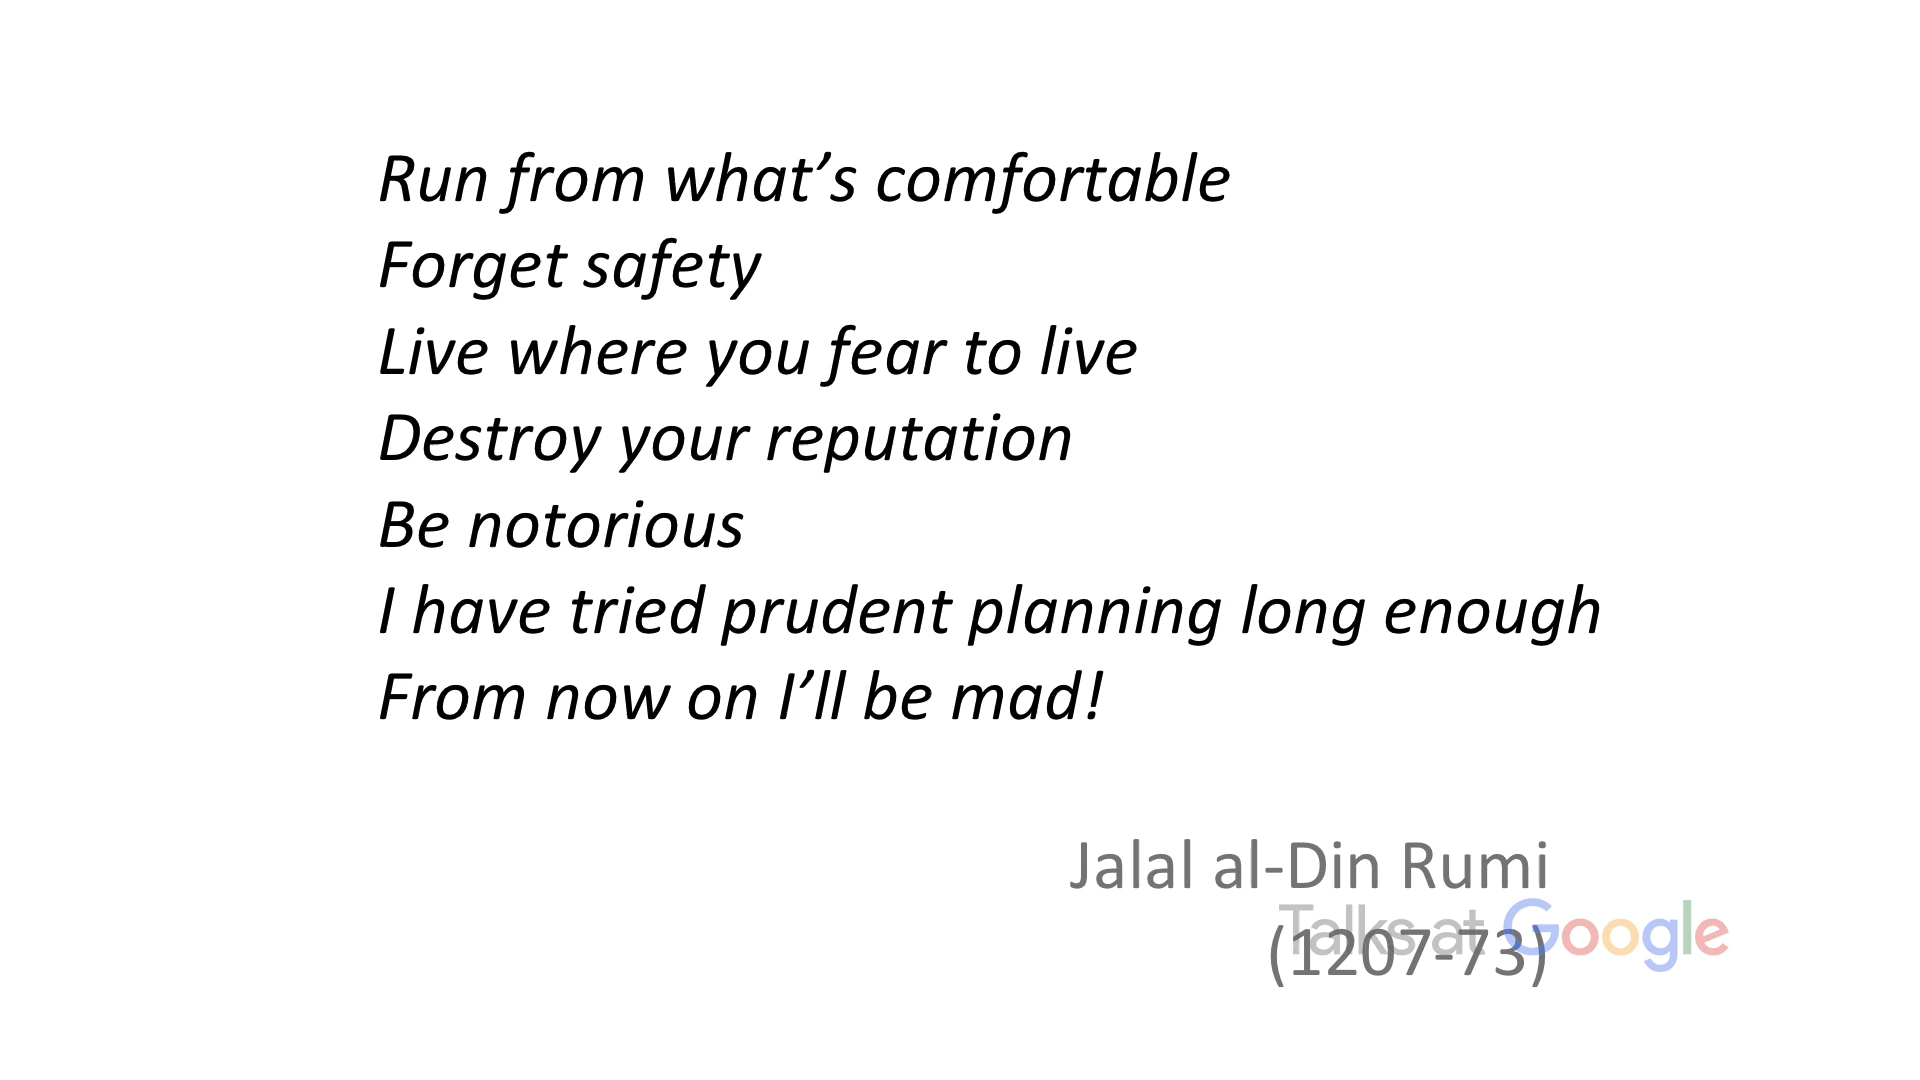 Run from what’s comfortable
Forget safety
Live where you fear to live
Destroy your reputation
Be notorious
I have tried prudent planning long enough
From now on I’ll be mad!
Jalal al-Din Rumi
(1207-73)
Talks at Google